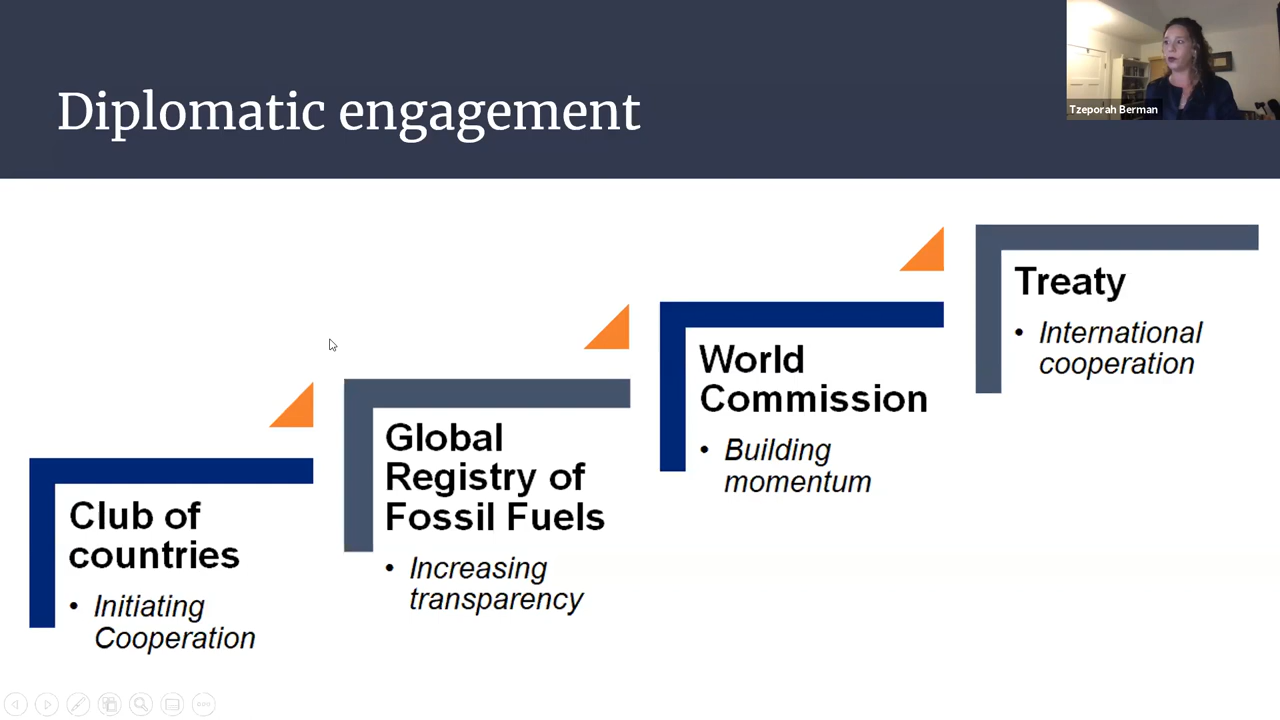 Diplomatic engagement
Tzeporah Berman
Club of
countries
• Initiating
Cooperation
Global
Registry of
Fossil Fuels
• Increasing
transparency
World
Commission
• Building
momentum
Treaty
• International
cooperation